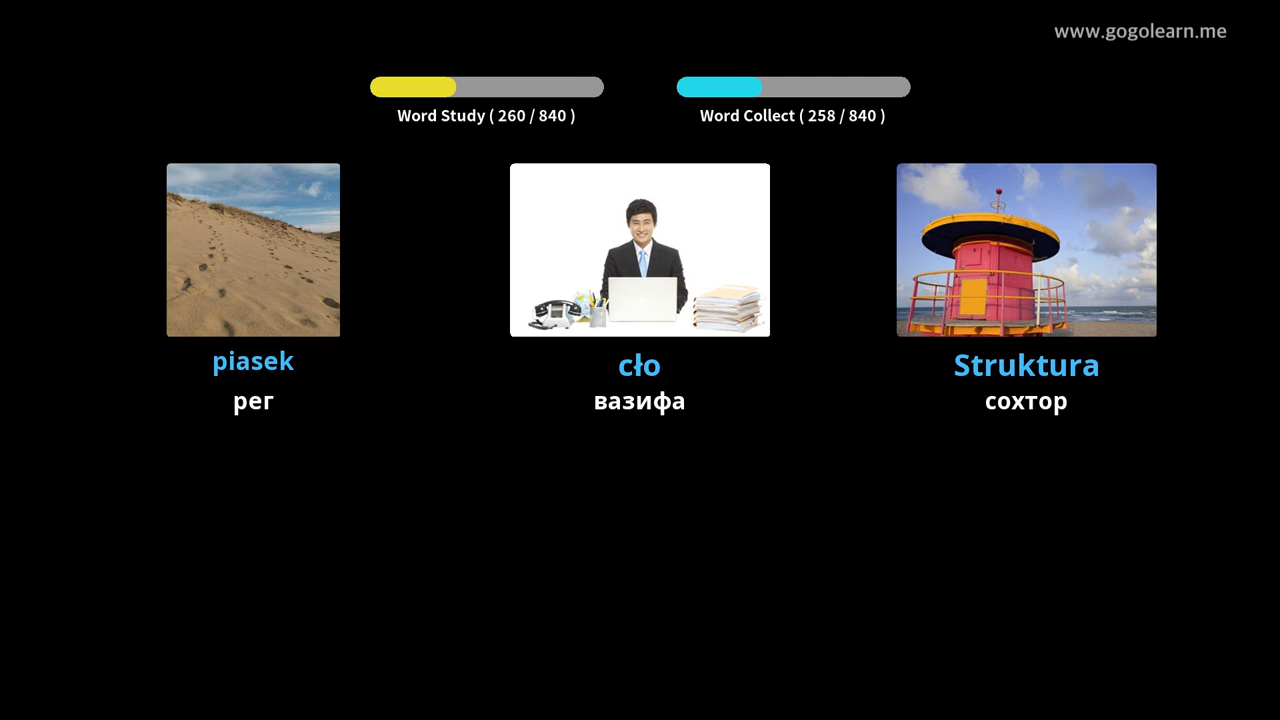 www.gogolearn.me
Word Study ( 260 / 840 )
Word Collect ( 258 / 840 )
piasek
cło
Struktura
рег
вазифа
сохтор